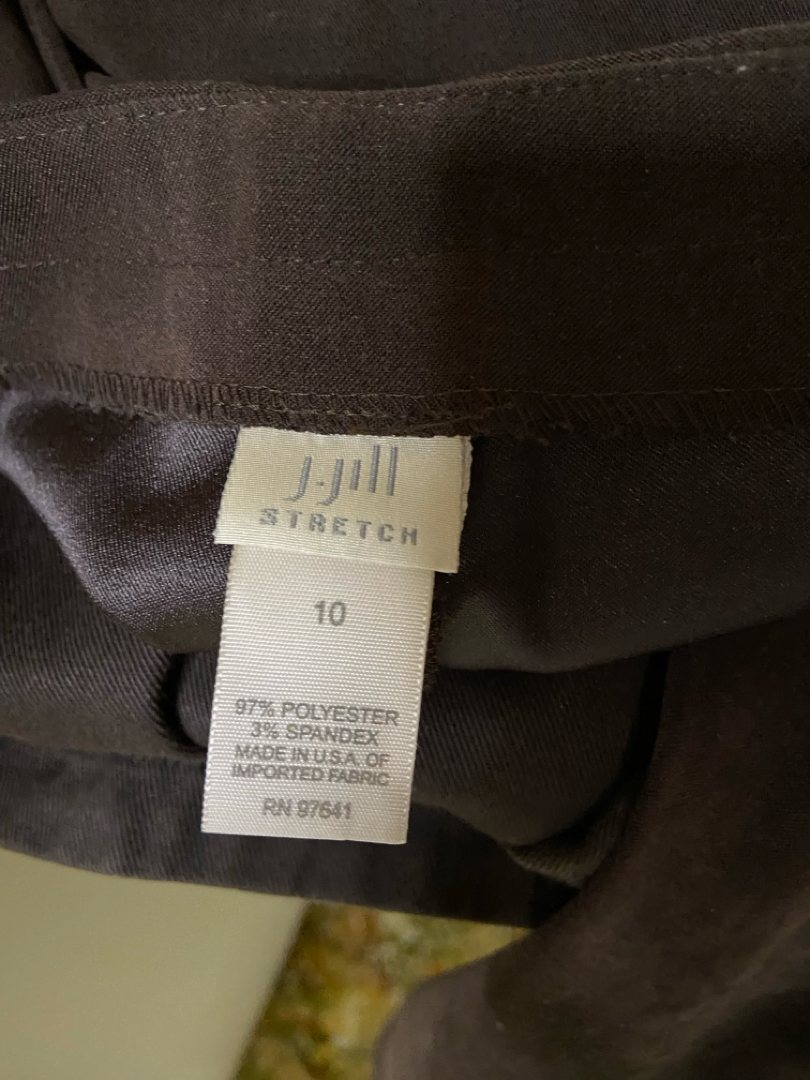 J.Jill
STRETCH
10
97% POLYESTER
3% SPANDEX
MADE IN U.S.A. OF
IMPORTED FABRIC
RN 97641